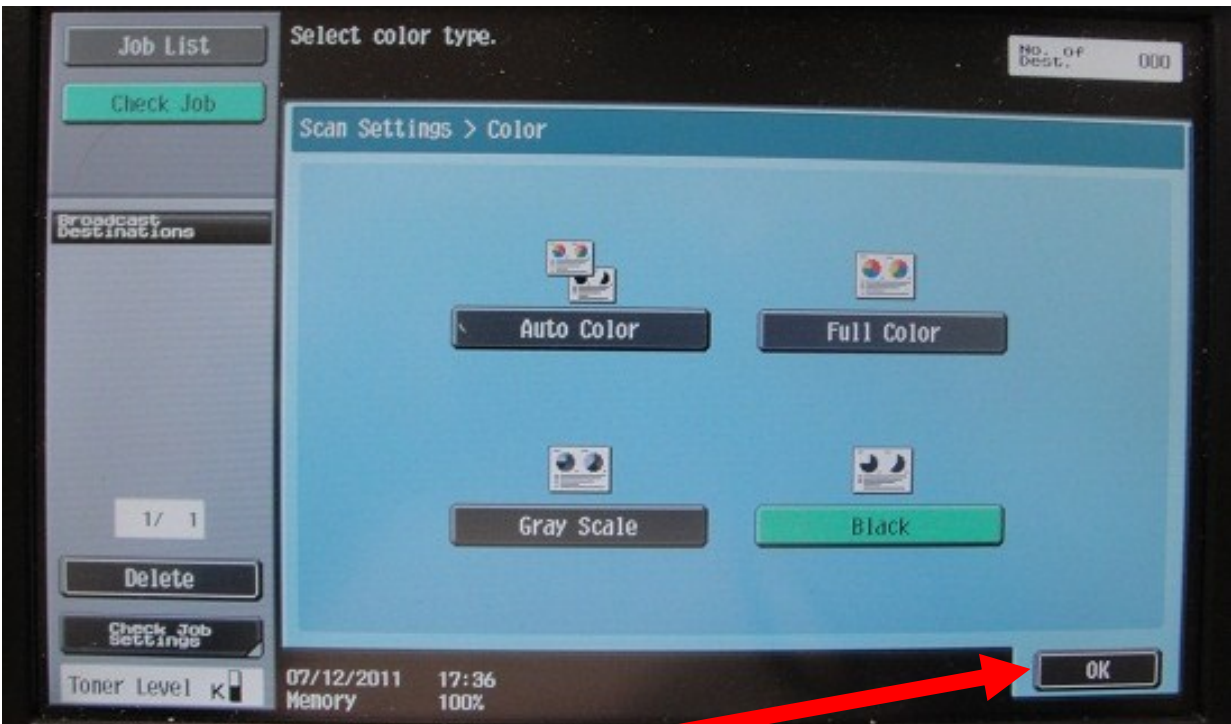 Job List
Check Job
Select color type.
No. of
Dest. 000
Scan Settings > Color
Broadcast
Destinations
Auto Color
Full Color
Gray Scale
Black
1/ 1
Delete
Check Job
Settings
Toner Level K
07/12/2011 17:36
Memory 100%
OK